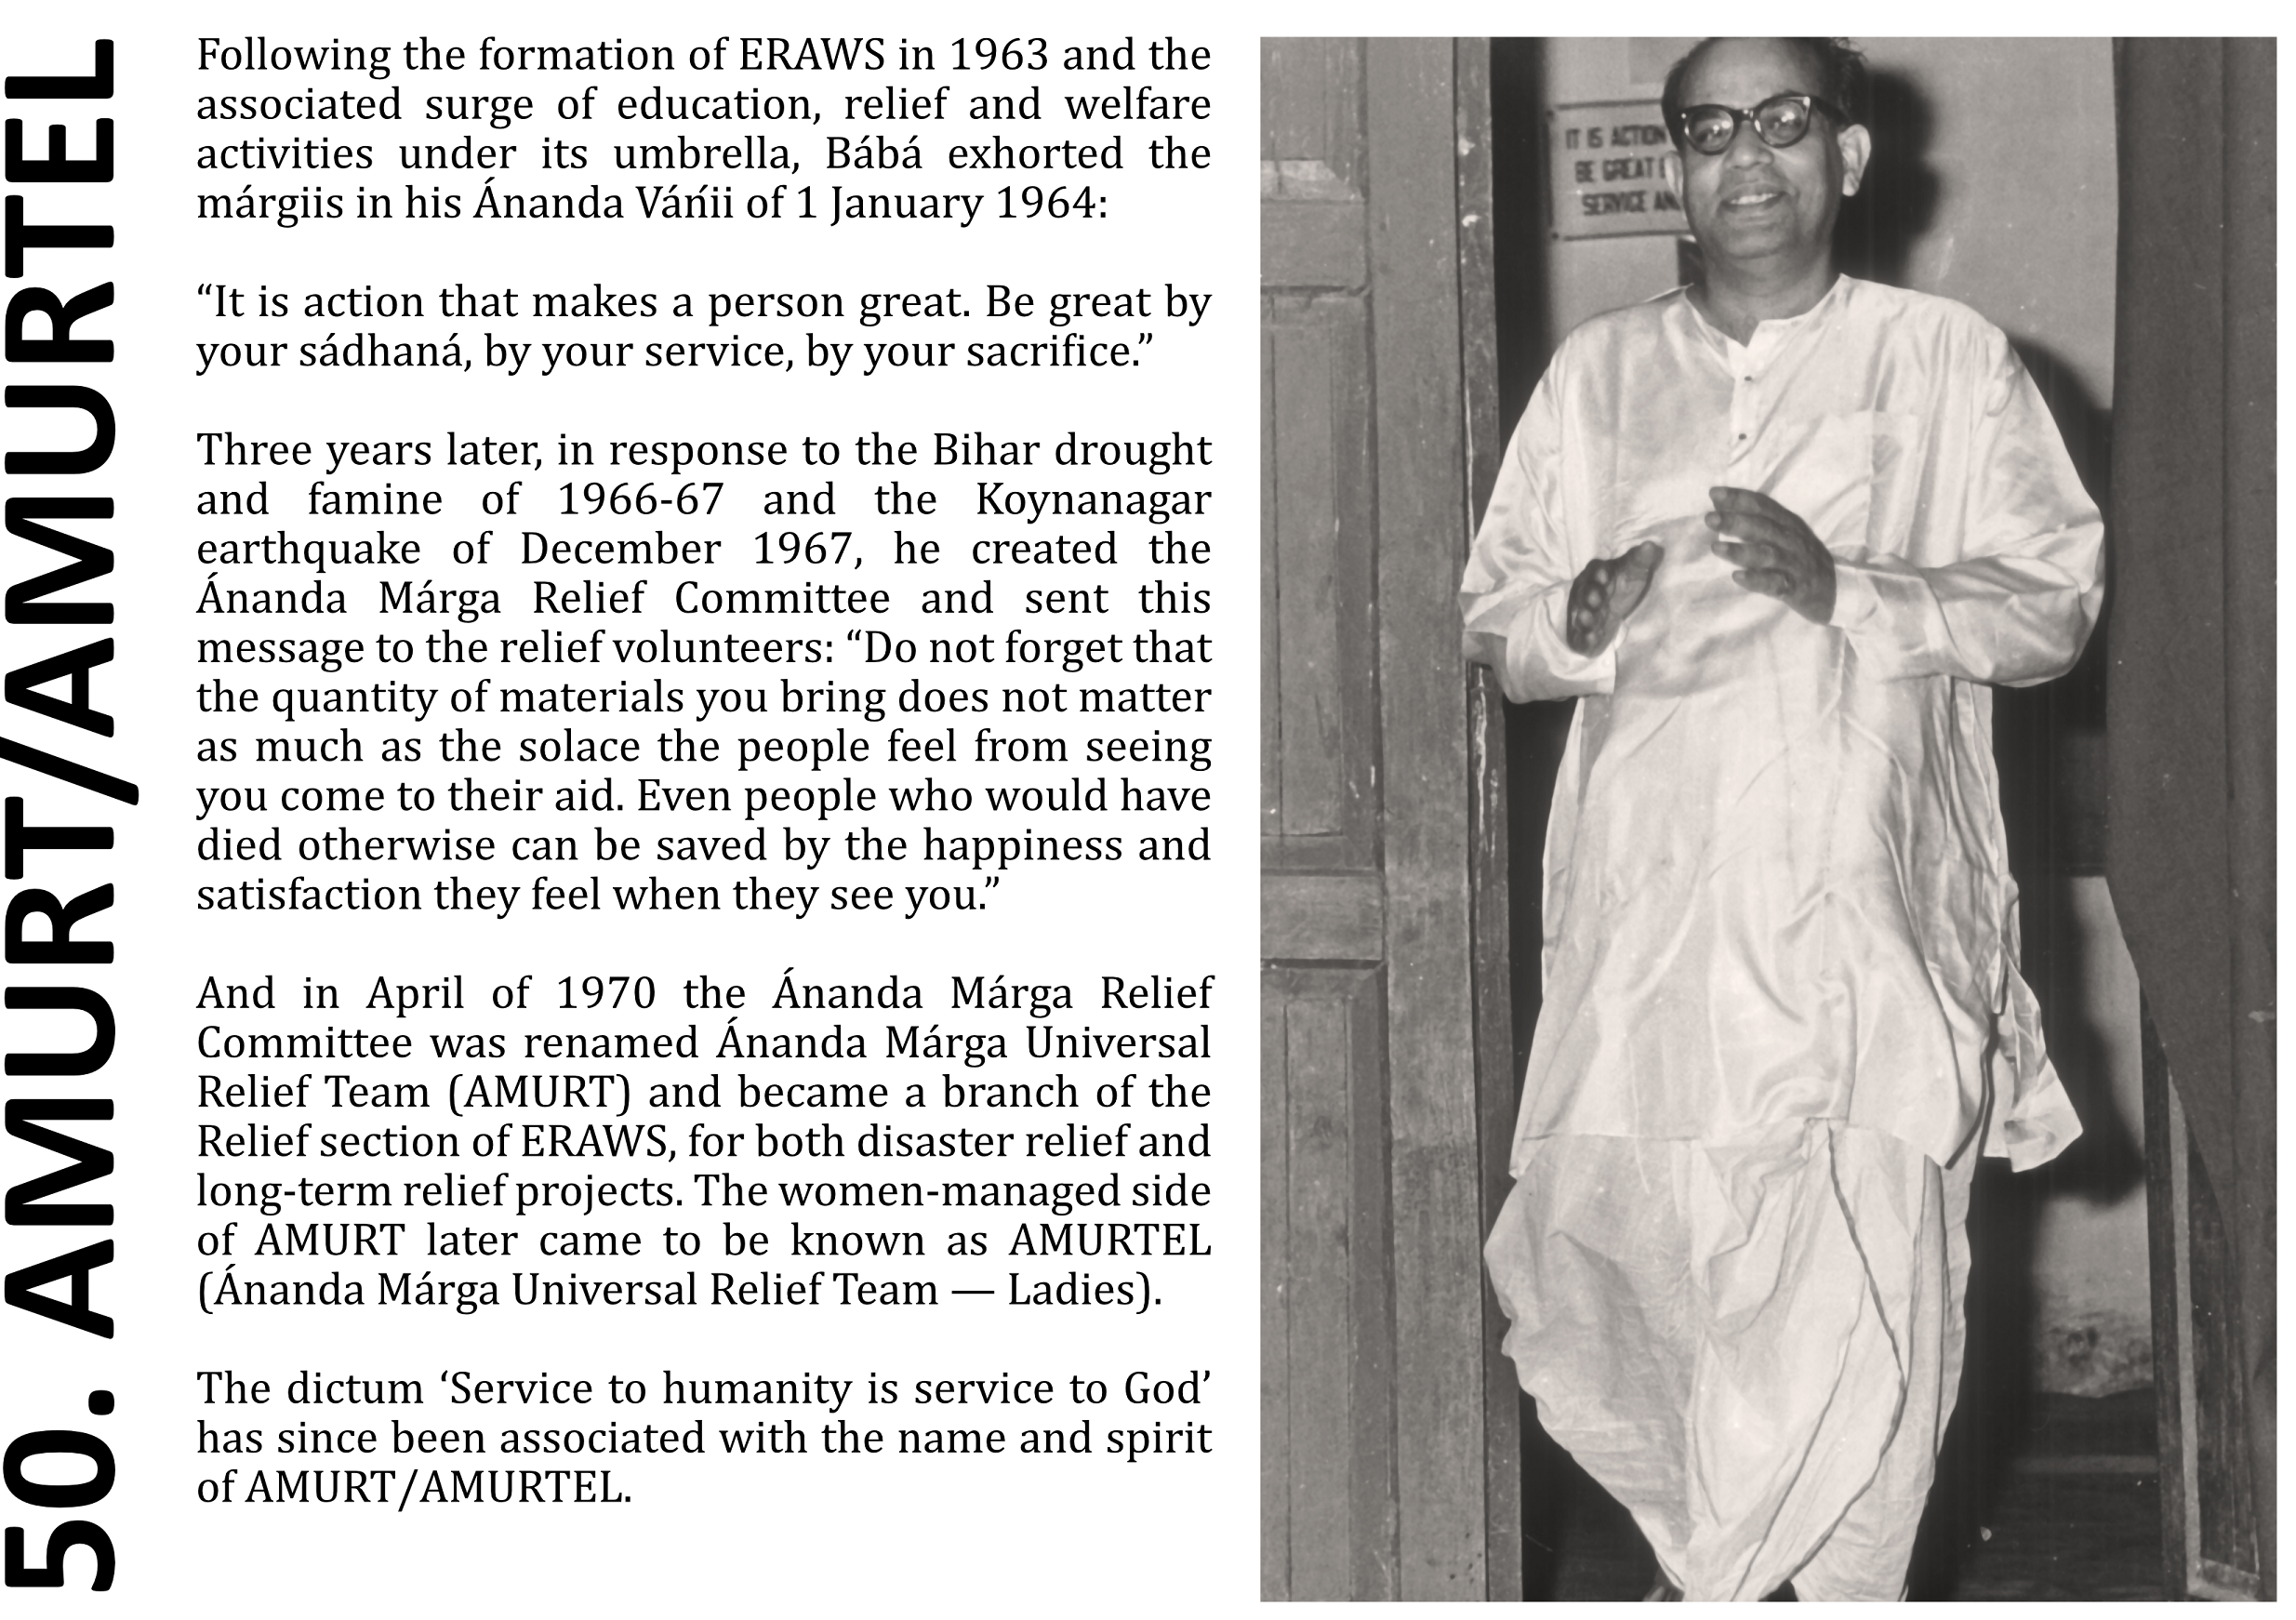 50. AMURT/AMURTEL
Following the formation of ERAWS in 1963 and the
associated surge of education, relief and welfare
activities under its umbrella, Bábá exhorted the
márgiis in his Ánanda Váńii of 1 January 1964:
“It is action that makes a person great. Be great by
your sádhaná, by your service, by your sacrifice.”
Three years later, in response to the Bihar drought
and famine of 1966-67 and the Koynanagar
earthquake of December 1967, he created the
Ánanda Márga Relief Committee and sent this
message to the relief volunteers: “Do not forget that
the quantity of materials you bring does not matter
as much as the solace the people feel from seeing
you come to their aid. Even people who would have
died otherwise can be saved by the happiness and
satisfaction they feel when they see you.”
And in April of 1970 the Ánanda Márga Relief
Committee was renamed Ánanda Márga Universal
Relief Team (AMURT) and became a branch of the
Relief section of ERAWS, for both disaster relief and
long-term relief projects. The women-managed side
of AMURT later came to be known as AMURTEL
(Ánanda Márga Universal Relief Team — Ladies).
The dictum ‘Service to humanity is service to God’
has since been associated with the name and spirit
of AMURT/AMURTEL.
IT IS ACTION
BE GREAT
SERVICE AN